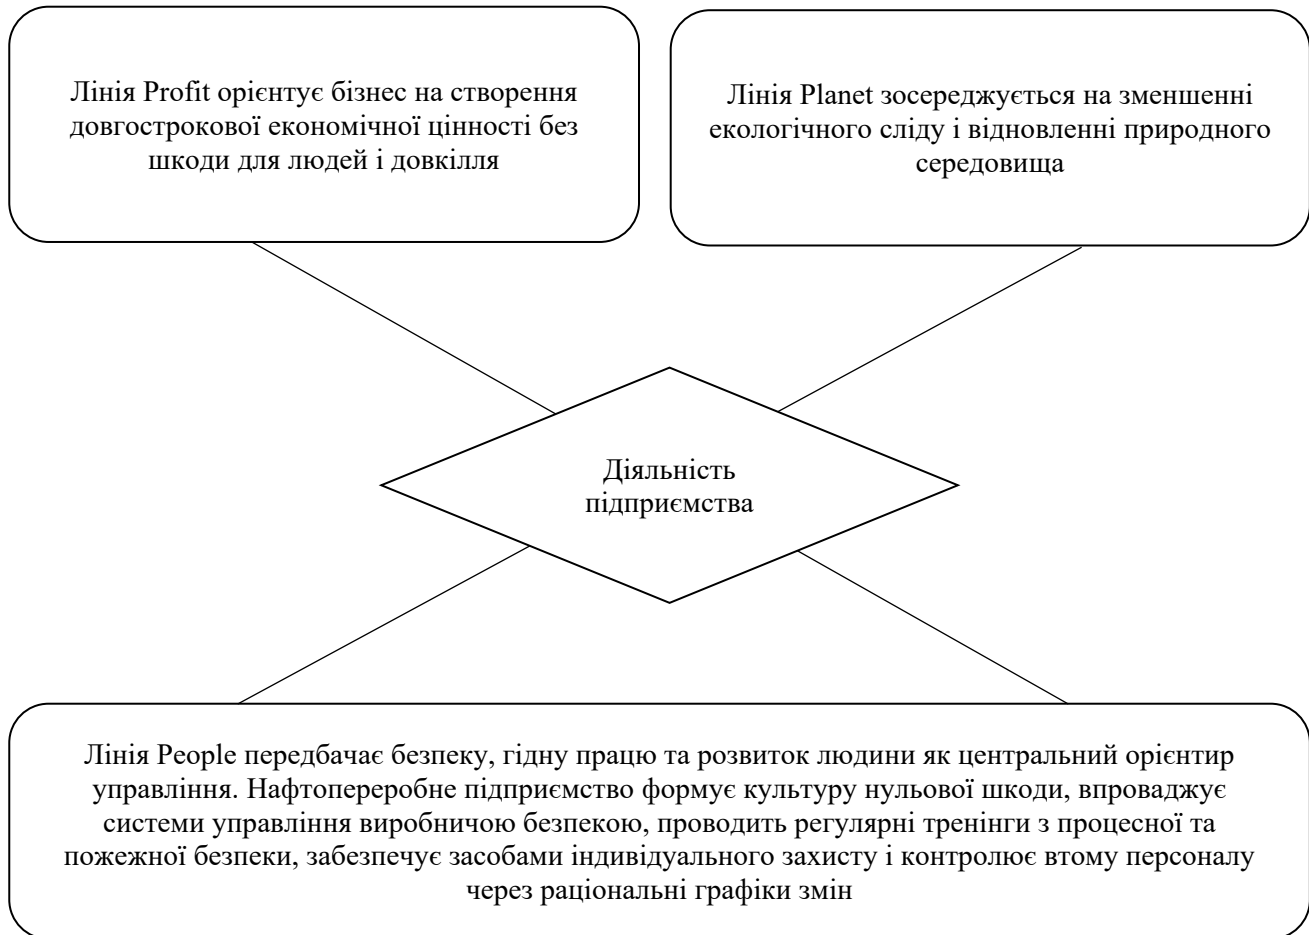 Лінія Profit орієнтує бізнес на створення
довгострокової економічної цінності без
шкоди для людей і довкілля
Лінія Planet зосереджується на зменшенні
екологічного сліду і відновленні природного
середовища
Діяльність
підприємства
Лінія People передбачає безпеку, гідну працю та розвиток людини як центральний орієнтир
управління. Нафтопереробне підприємство формує культуру нульової шкоди, впроваджує
системи управління виробничою безпекою, проводить регулярні тренінги з процесної та
пожежної безпеки, забезпечує засобами індивідуального захисту і контролює втому персоналу
через раціональні графіки змін